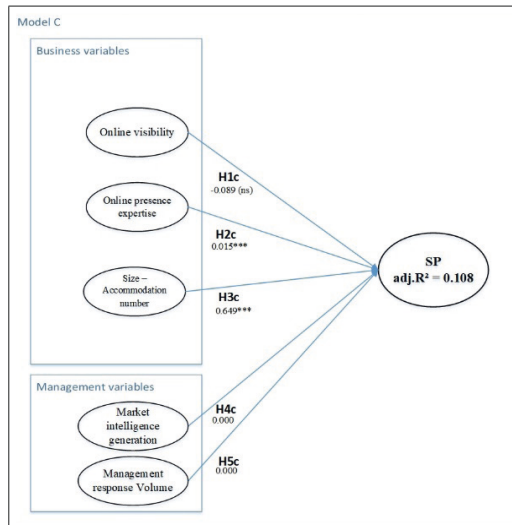 Model C
Business variables
Online visibility
H1c
-0.089 (ns)
Online presence
expertise
H2c
0.015***
Size –
Accommodation
number
H3c
0.649***
SP
adj.R² = 0.108
Management variables
Market
intelligence
generation
H4c
0.000
Management
response Volume
H5c
0.000